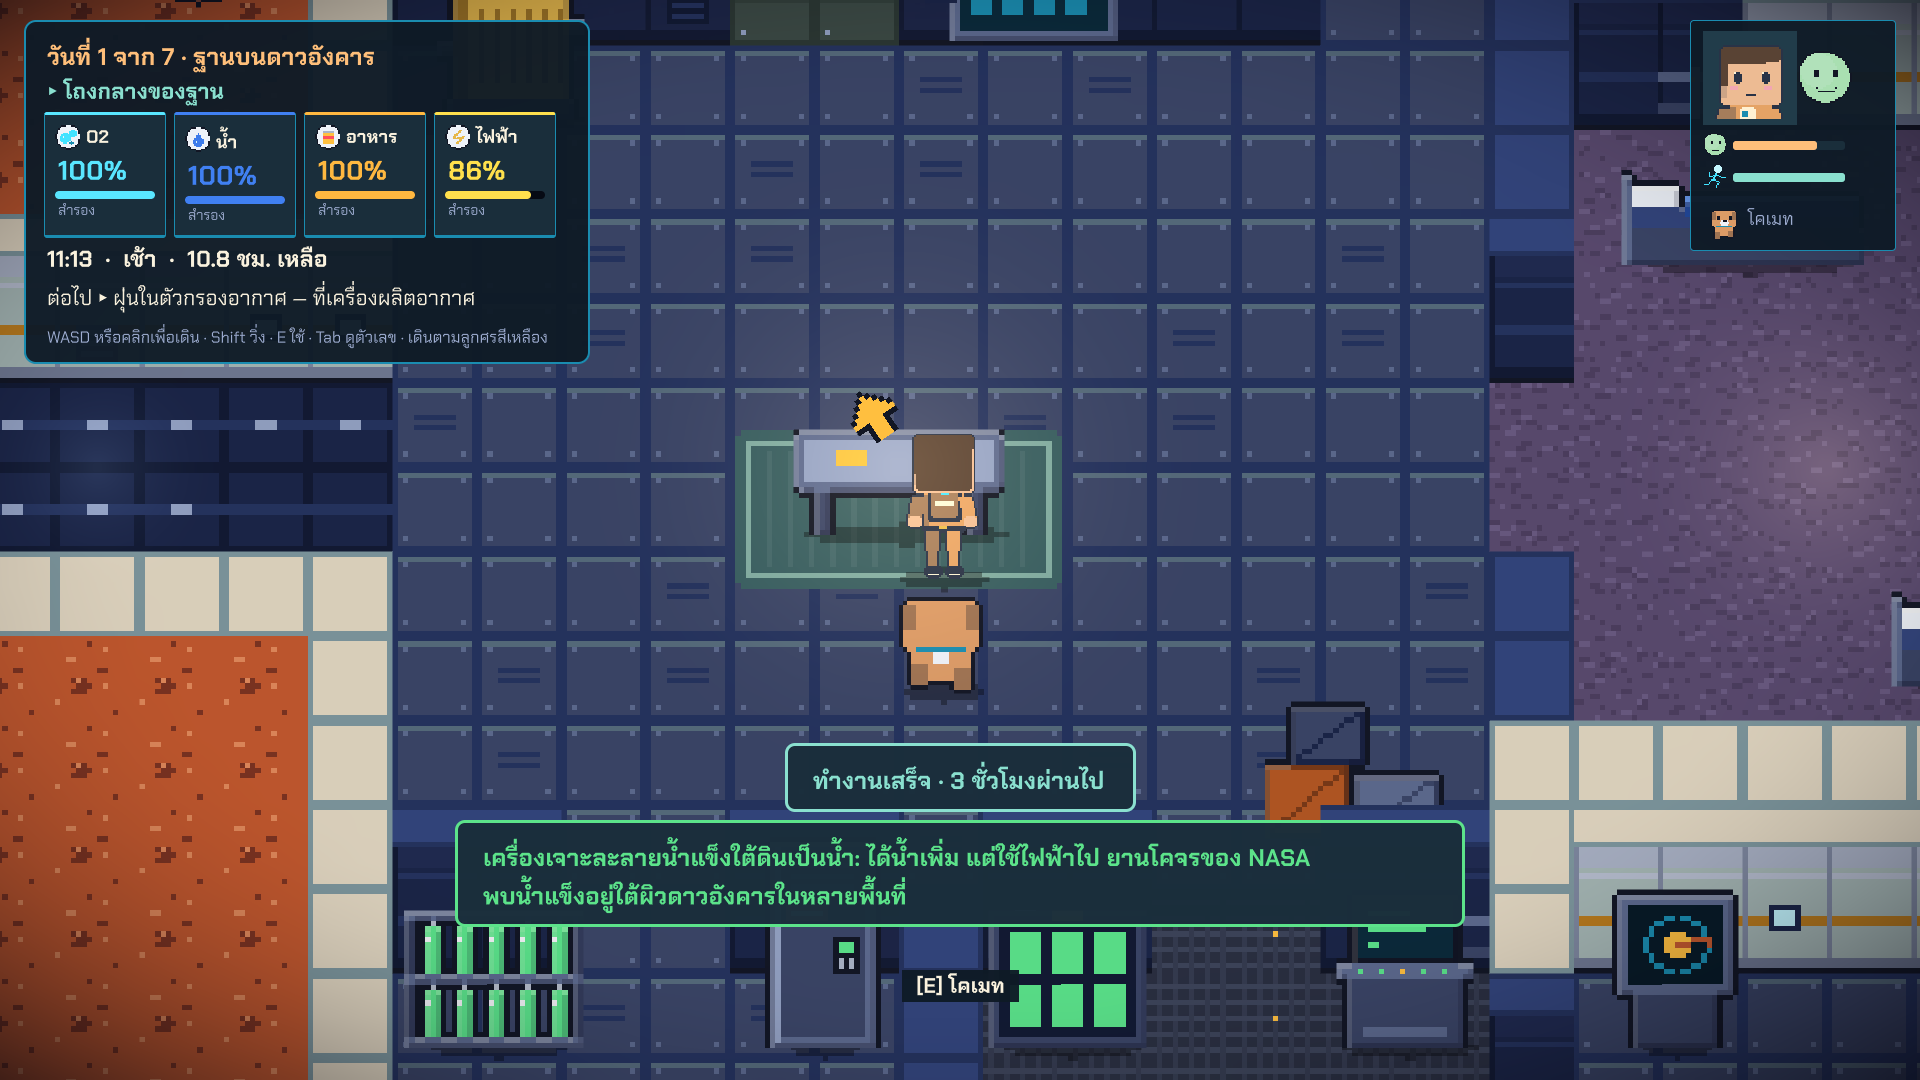 วันที่ 1 จาก 7 · ฐานบนดาวอังคาร
▸ โถงกลางของฐาน
O2
100%
สำรอง
น้ำ
100%
สำรอง
อาหาร
100%
สำรอง
ไฟฟ้า
86%
สำรอง
11:13 · เช้า · 10.8 ชม. เหลือ
ต่อไป ▸ ฝุ่นในตัวกรองอากาศ — ที่เครื่องผลิตอากาศ
WASD หรือคลิกเพื่อเดิน · Shift วิ่ง · E ใช้ · Tab ดูตัวเลข · เดินตามลูกศรสีเหลือง
โคเมท
ทำงานเสร็จ · 3 ชั่วโมงผ่านไป
เครื่องเจาะละลายน้ำแข็งใต้ดินเป็นน้ำ: ได้น้ำเพิ่ม แต่ใช้ไฟฟ้าไป ยานโคจรของ NASA
พบน้ำแข็งอยู่ใต้ผิวดาวอังคารในหลายพื้นที่
[E] โคเมท